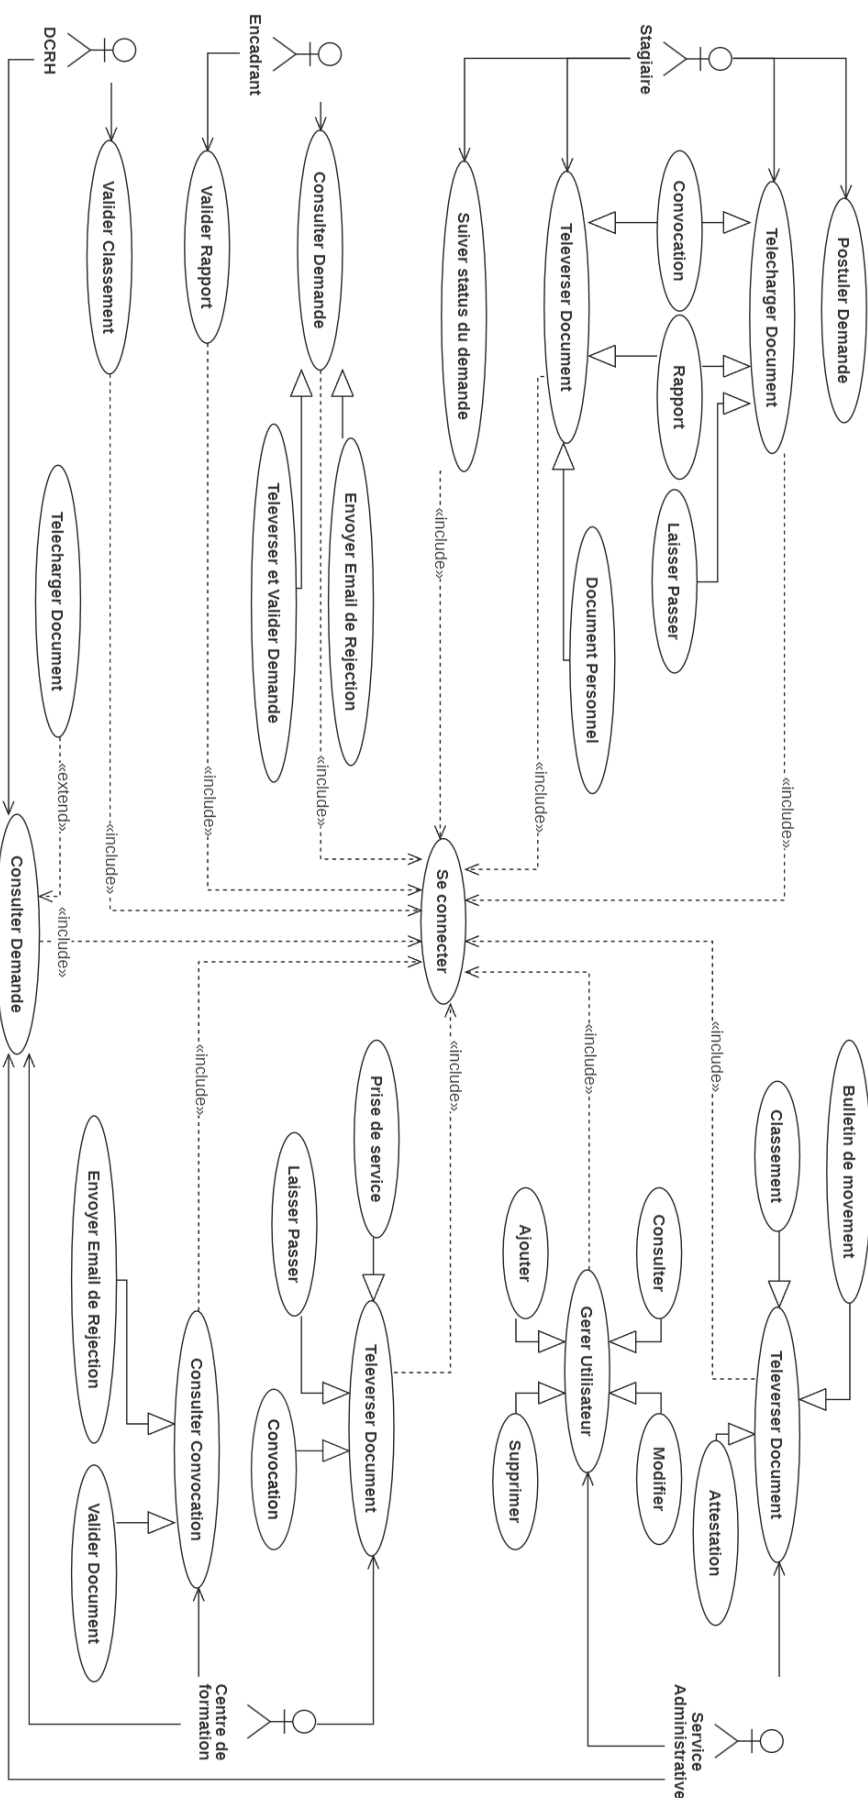 Postuler Demande
Bulletin de movement
Telecharger Document
«include»
Classement
Televerser Document
Attestation
Service
Administrative
Stagiaire
Convocation
Rapport
Laisser Passer
«include»
Consulter
Modifier
Televerser Document
Document Personnel
«include»
«include»
Gerer Utilisateur
Ajouter
Supprimer
Suiver status du demande
«include»
Se connecter
«include»
Prise de service
Televerser Document
Laisser Passer
Convocation
Encadrant
Consulter Demande
Envoyer Email de Rejection
«include»
Televerser et Valider Demande
Valider Rapport
«include»
«include»
Consulter Convocation
Centre de
formation
Valider Classement
«include»
Envoyer Email de Rejection
Valider Document
DCRH
Telecharger Document
«extend»
«include»
Consulter Demande